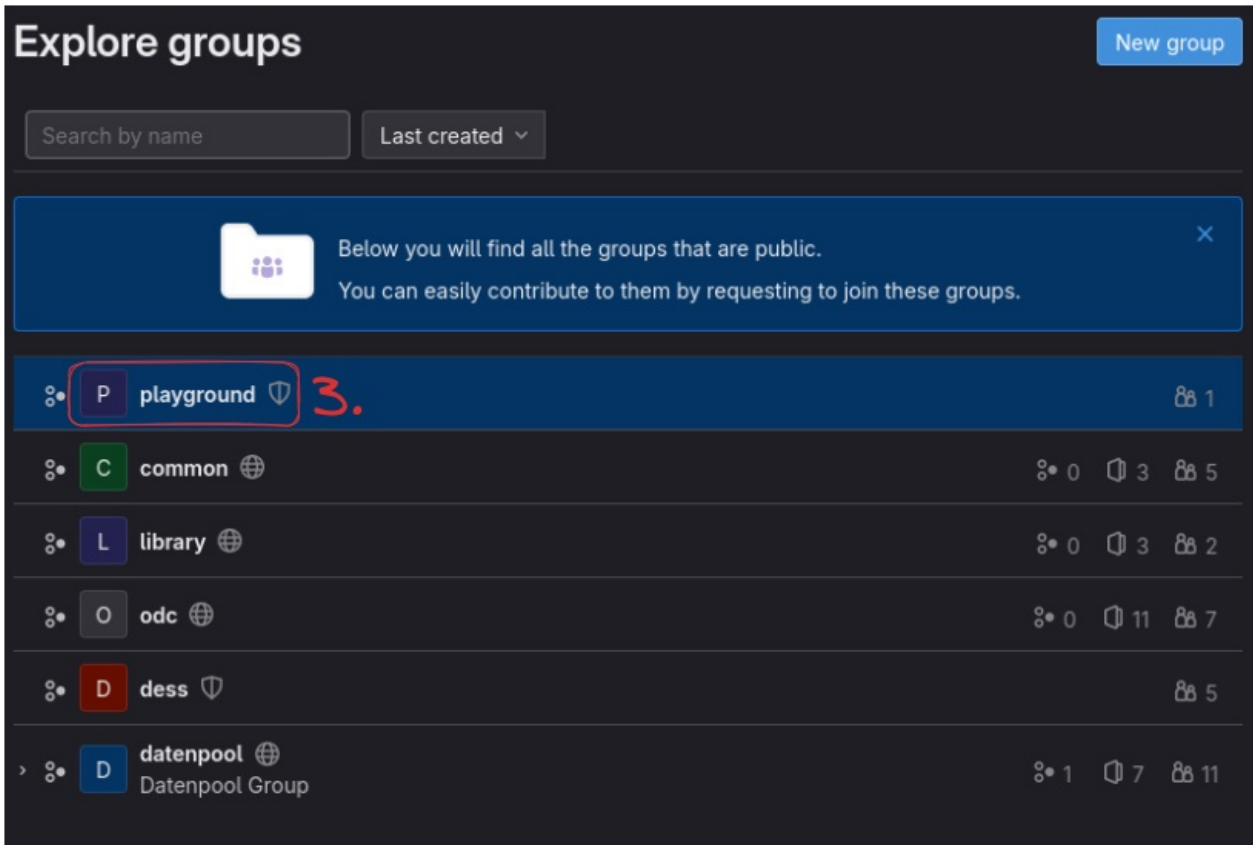 Explore groups
New group
Search by name
Last created
Below you will find all the groups that are public.
You can easily contribute to them by requesting to join these groups.
P playground 3. 1
C common 0 3 5
L library 0 3 2
O odc 0 11 7
D dess 5
D datenpool 1 7 11
Datenpool Group